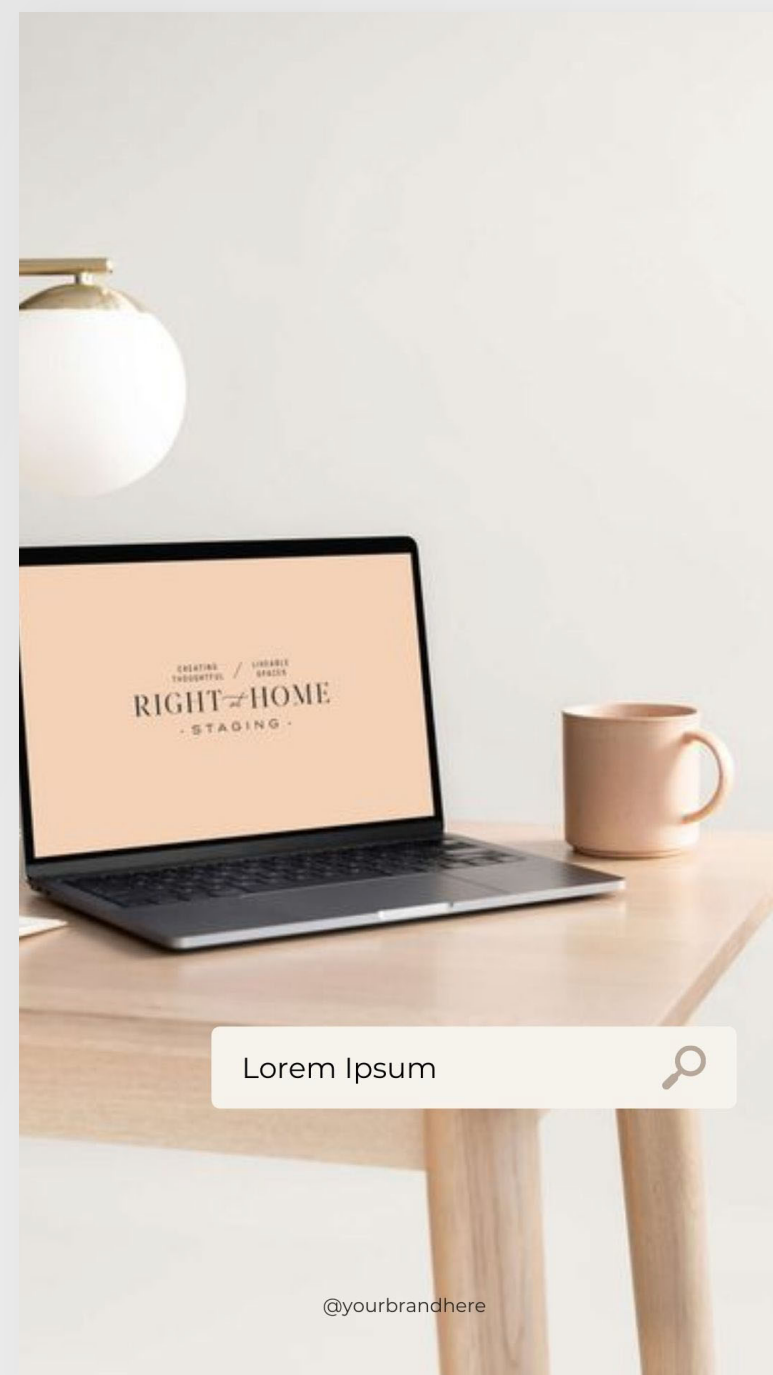 CREATING / LIVEABLE
THOUGHTFUL SPACES
RIGHT at HOME
· STAGING ·
Lorem Ipsum
@yourbrandhere